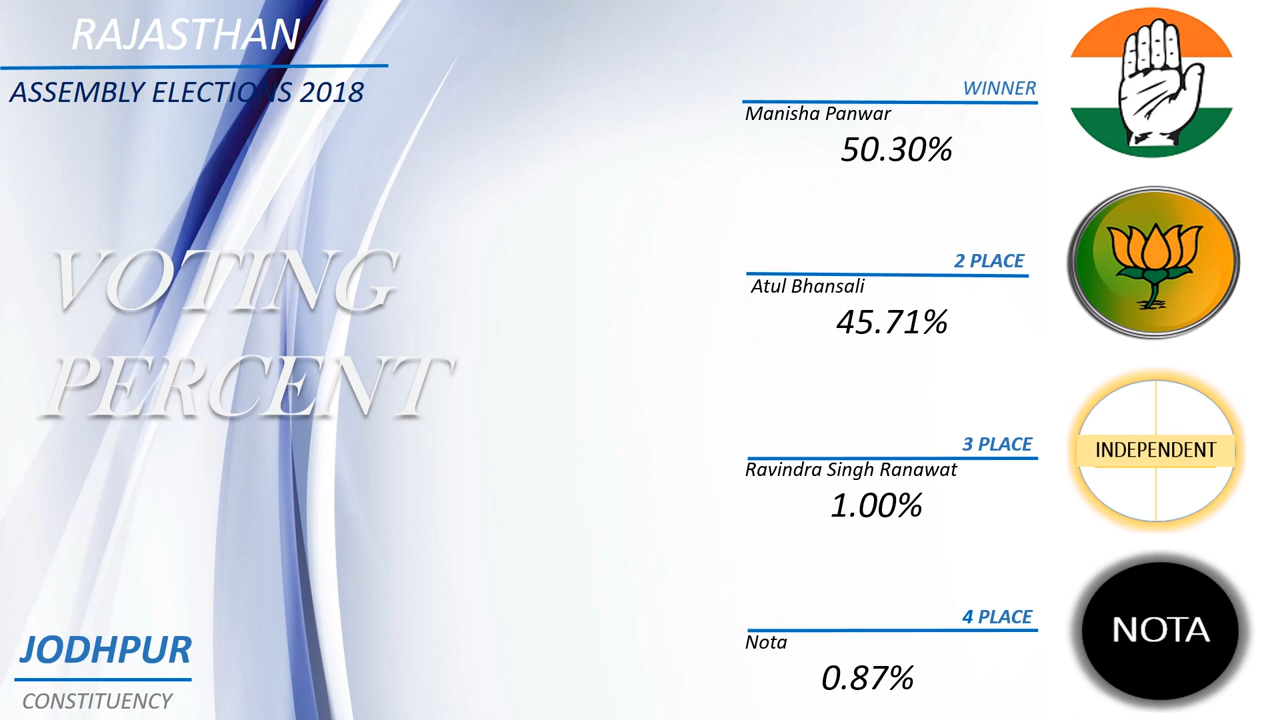 RAJASTHAN
ASSEMBLY ELECTIONS 2018
VOTING
PERCENT
JODHPUR
CONSTITUENCY
WINNER
Manisha Panwar
50.30%
2 PLACE
Atul Bhansali
45.71%
3 PLACE
Ravindra Singh Ranawat
1.00%
INDEPENDENT
4 PLACE
Nota
0.87%
NOTA